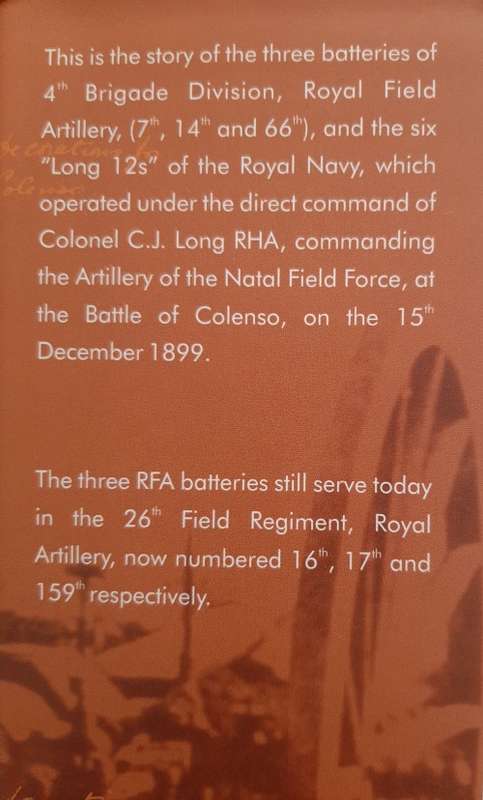 This is the story of the three batteries of
4th Brigade Division, Royal Field
Artillery, (7th, 14th and 66th), and the six
"Long 12s" of the Royal Navy, which
operated under the direct command of
Colonel C.J. Long RHA, commanding
the Artillery of the Natal Field Force, at
the Battle of Colenso, on the 15th
December 1899.
The three RFA batteries still serve today
in the 26th Field Regiment, Royal
Artillery, now numbered 16th, 17th and
159th respectively.